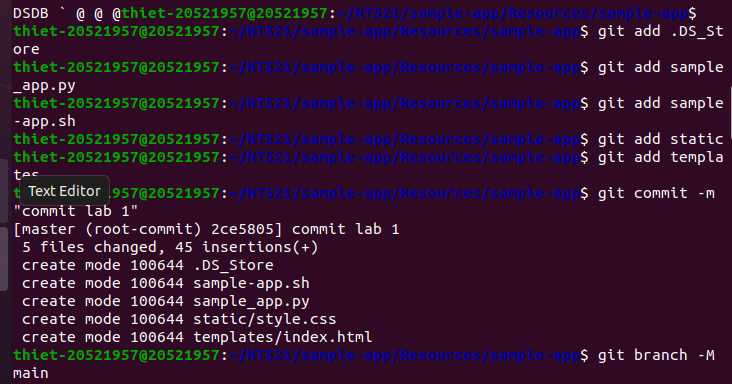 DSDB ` @ @ @thiet-20521957@20521957:~/NT521/sample-app/Resources/sample-app$
thiet-20521957@20521957:~/NT521/sample-app/Resources/sample-app$ git add .DS_St
ore
thiet-20521957@20521957:~/NT521/sample-app/Resources/sample-app$ git add sample
_app.py
thiet-20521957@20521957:~/NT521/sample-app/Resources/sample-app$ git add sample
-app.sh
thiet-20521957@20521957:~/NT521/sample-app/Resources/sample-app$ git add static
thiet-20521957@20521957:~/NT521/sample-app/Resources/sample-app$ git add templa
tes
Text Editor
57@20521957:~/NT521/sample-app/Resources/sample-app$ git commit -m
"commit lab 1"
[master (root-commit) 2ce5805] commit lab 1
 5 files changed, 45 insertions(+)
 create mode 100644 .DS_Store
 create mode 100644 sample-app.sh
 create mode 100644 sample_app.py
 create mode 100644 static/style.css
 create mode 100644 templates/index.html
thiet-20521957@20521957:~/NT521/sample-app/Resources/sample-app$ git branch -M
main